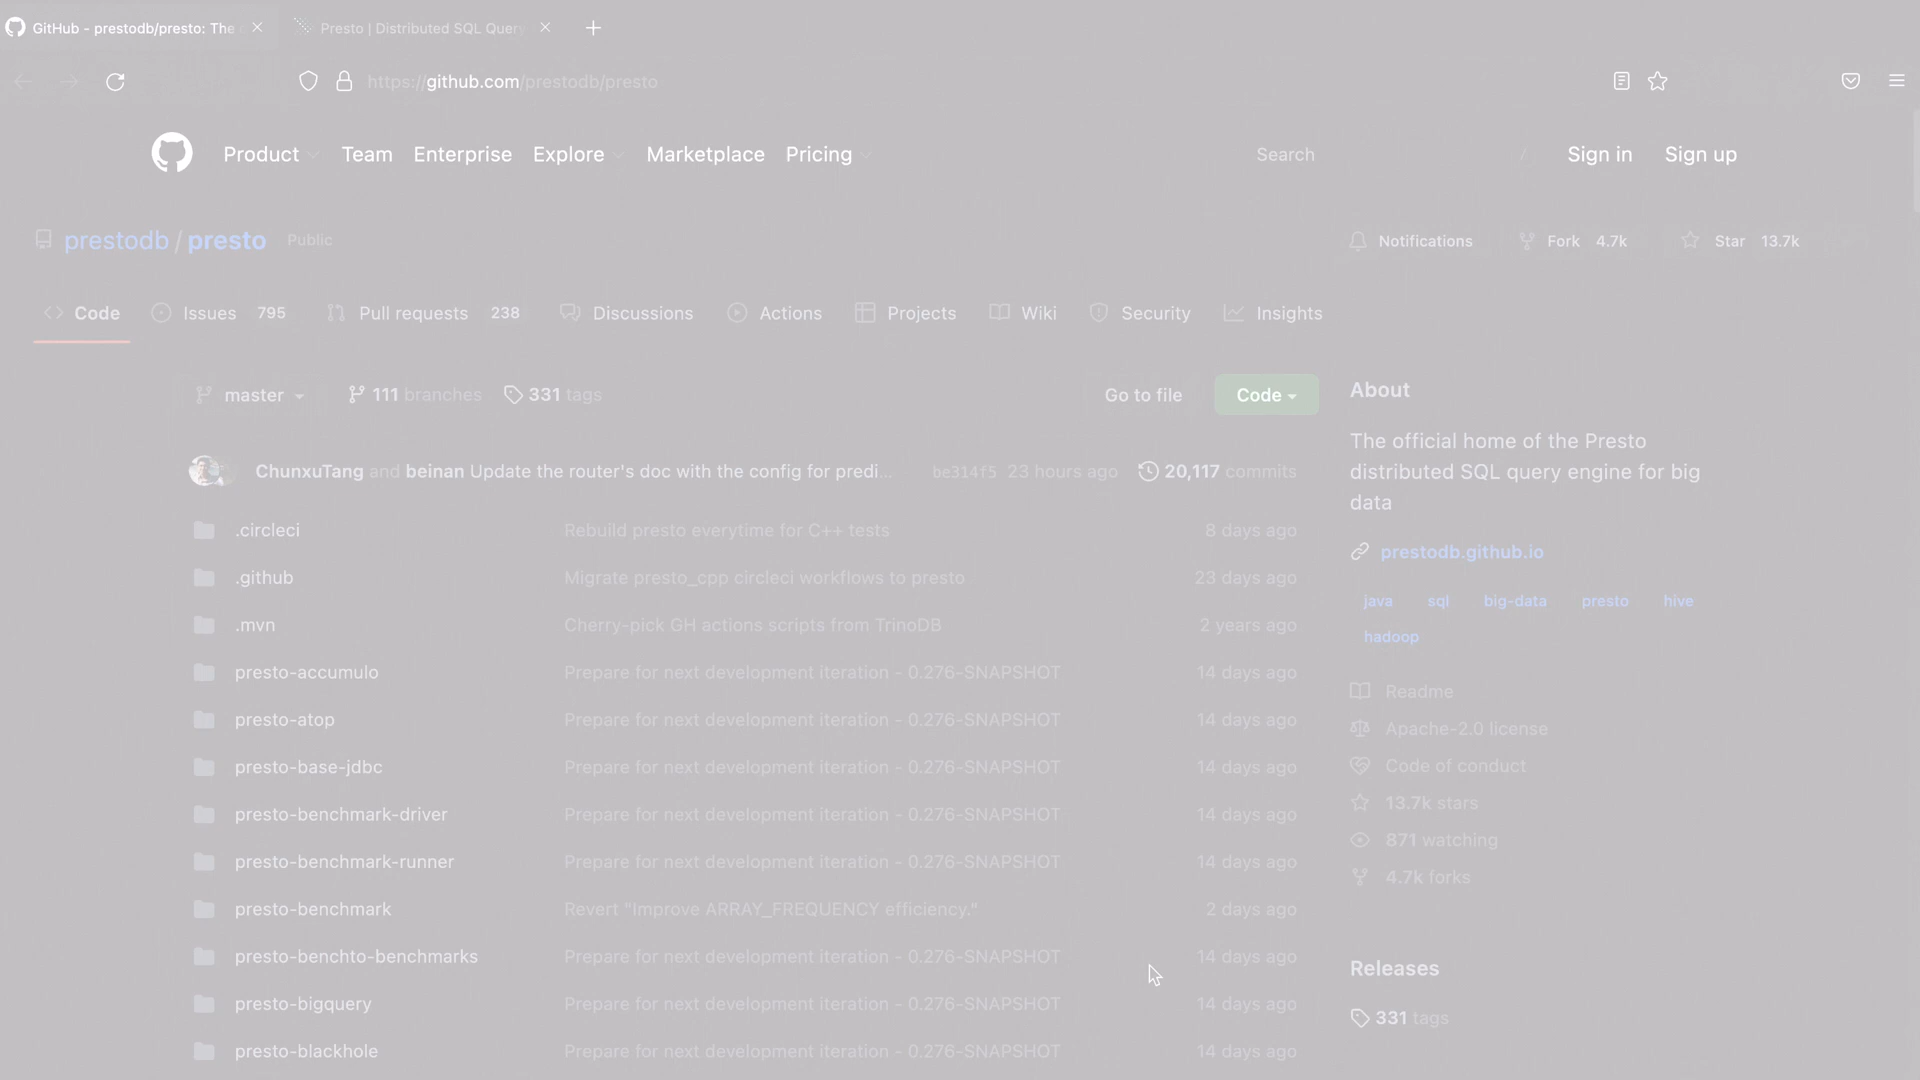 GitHub - prestodb/presto: The
Presto | Distributed SQL Query
https://github.com/prestodb/presto
Product Team Enterprise Explore Marketplace Pricing Search / Sign in Sign up
prestodb / presto Public Notifications Fork 4.7k Star 13.7k
Code Issues 795 Pull requests 238 Discussions Actions Projects Wiki Security Insights
master 111 branches 331 tags Go to file Code
ChunxuTang and beinan Update the router's doc with the config for predi... be314f5 23 hours ago 20,117 commits
.circleci Rebuild presto everytime for C++ tests 8 days ago
.github Migrate presto_cpp circleci workflows to presto 23 days ago
.mvn Cherry-pick GH actions scripts from TrinoDB 2 years ago
presto-accumulo Prepare for next development iteration - 0.276-SNAPSHOT 14 days ago
presto-atop Prepare for next development iteration - 0.276-SNAPSHOT 14 days ago
presto-base-jdbc Prepare for next development iteration - 0.276-SNAPSHOT 14 days ago
presto-benchmark-driver Prepare for next development iteration - 0.276-SNAPSHOT 14 days ago
presto-benchmark-runner Prepare for next development iteration - 0.276-SNAPSHOT 14 days ago
presto-benchmark Revert "Improve ARRAY_FREQUENCY efficiency." 2 days ago
presto-benchto-benchmarks Prepare for next development iteration - 0.276-SNAPSHOT 14 days ago
presto-bigquery Prepare for next development iteration - 0.276-SNAPSHOT 14 days ago
presto-blackhole Prepare for next development iteration - 0.276-SNAPSHOT 14 days ago
About
The official home of the Presto
distributed SQL query engine for big
data
prestodb.github.io
java sql big-data presto hive
hadoop
Readme
Apache-2.0 license
Code of conduct
13.7k stars
871 watching
4.7k forks
Releases
331 tags